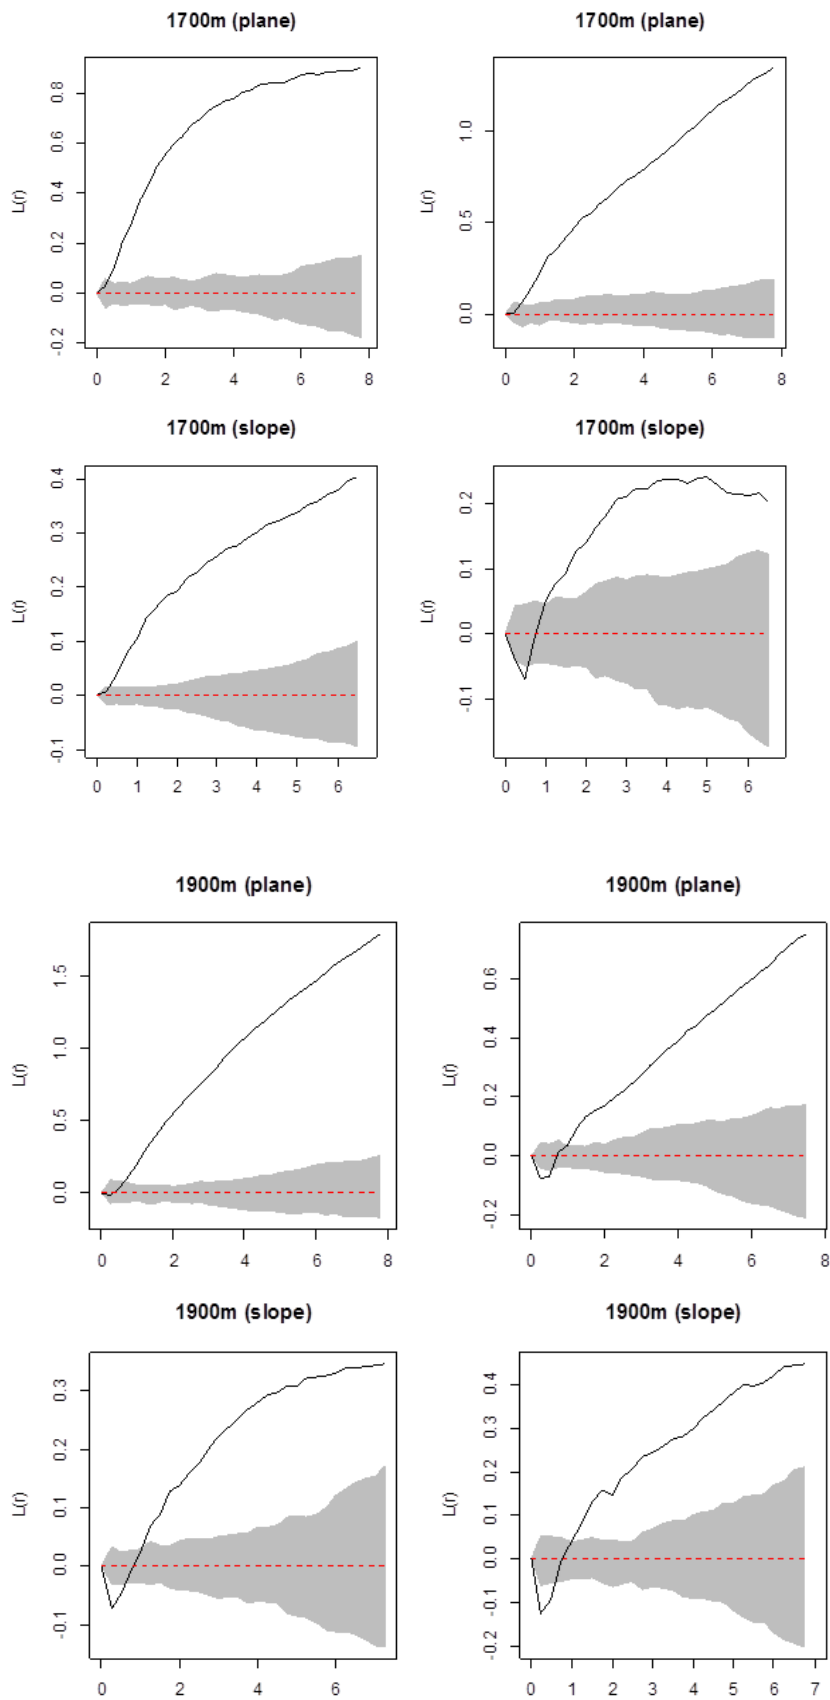 1700m (plane) 1700m (plane)
L(r) -0.2 0.0 0.2 0.4 0.6 0.8
L(r) 0.0 0.5 1.0
0 2 4 6 8 0 2 4 6 8
1700m (slope) 1700m (slope)
L(r) -0.1 0.0 0.1 0.2 0.3 0.4
L(r) -0.1 0.0 0.1 0.2
0 1 2 3 4 5 6 0 1 2 3 4 5 6
1900m (plane) 1900m (plane)
L(r) 0.0 0.5 1.0 1.5
L(r) -0.2 0.0 0.2 0.4 0.6
0 2 4 6 8 0 2 4 6 8
1900m (slope) 1900m (slope)
L(r) -0.1 0.0 0.1 0.2 0.3
L(r) -0.2 -0.1 0.0 0.1 0.2 0.3 0.4
0 2 4 6 0 1 2 3 4 5 6 7